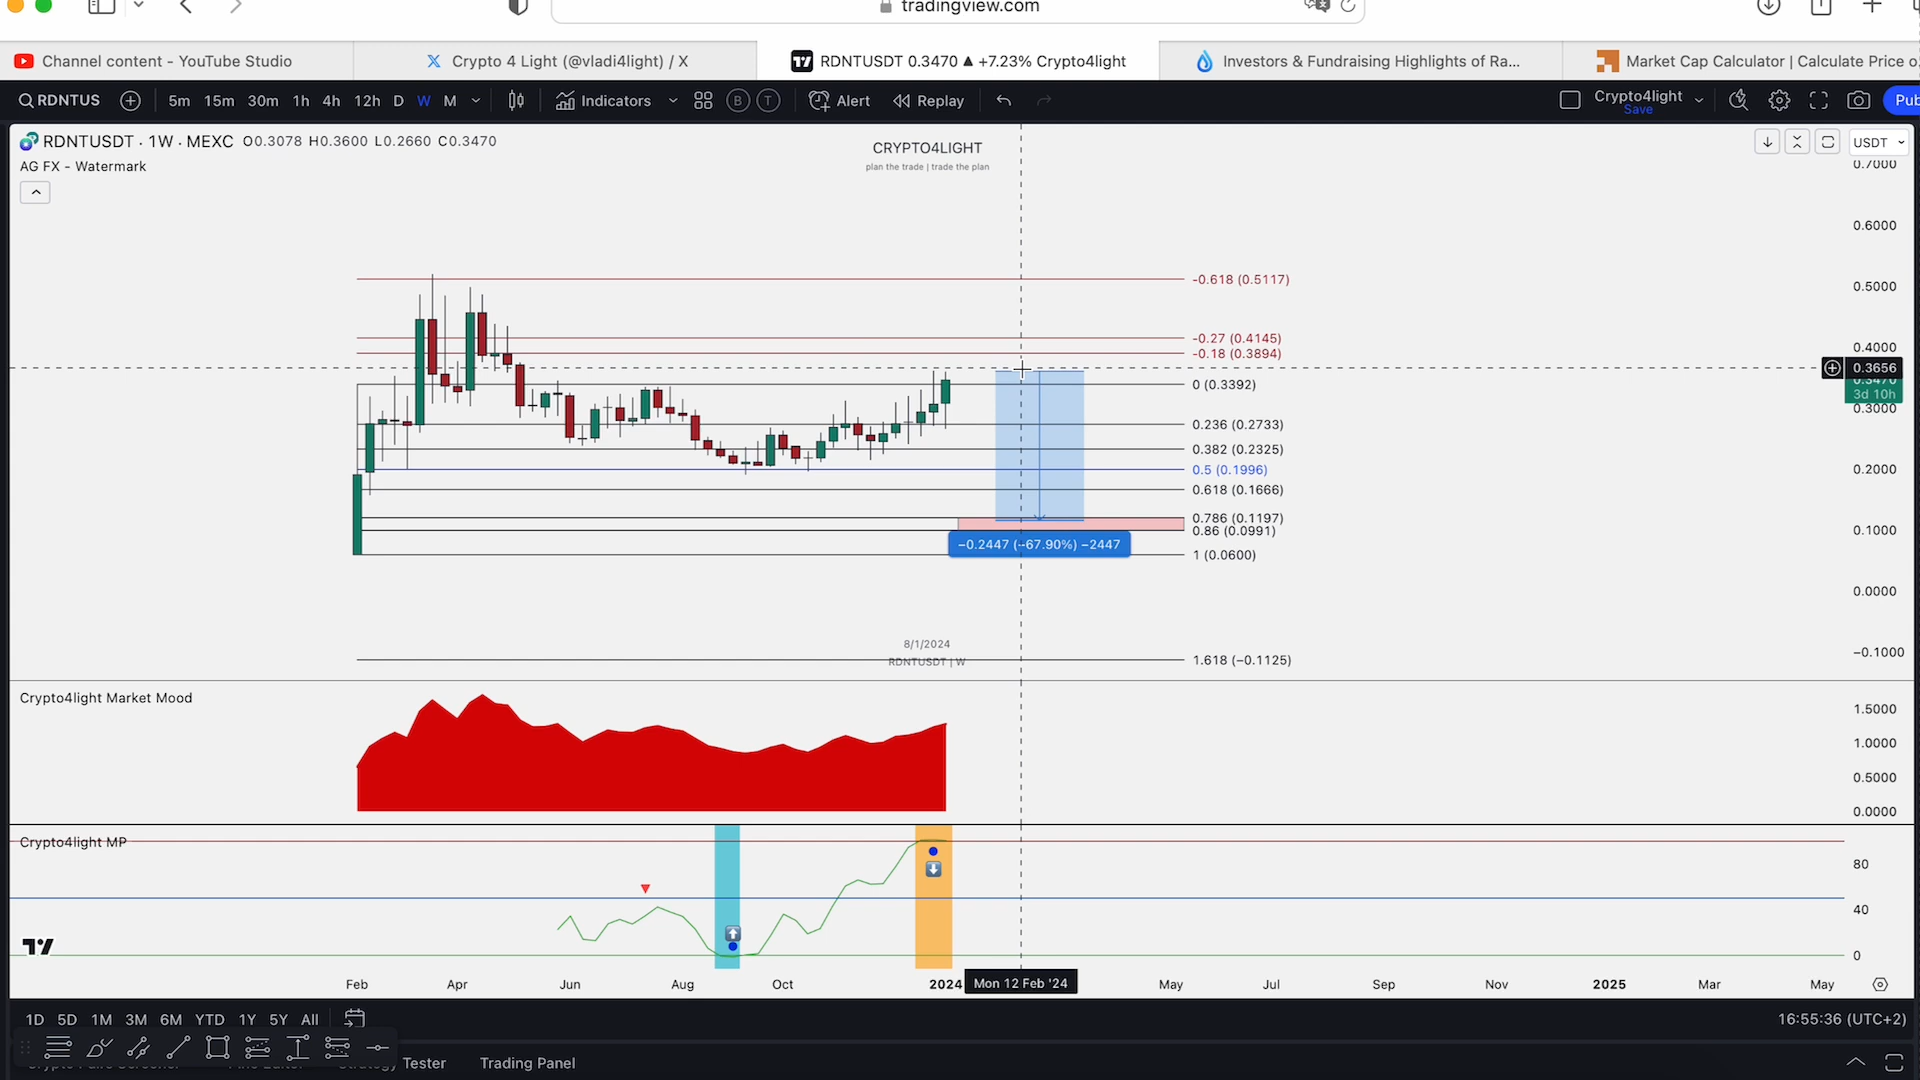 tradingview.com
Channel content - YouTube Studio
Crypto 4 Light (@vladi4light) / X
RDNTUSDT 0.3470 ▲ +7.23% Crypto4light
Investors & Fundraising Highlights of Ra...
Market Cap Calculator | Calculate Price o
RDNTUS
5m 15m 30m 1h 4h 12h D W M
Indicators
B T
Alert
Replay
Crypto4light
Save
Pub
RDNTUSDT · 1W · MEXC O0.3078 H0.3600 L0.2660 C0.3470
AG FX - Watermark
CRYPTO4LIGHT
plan the trade | trade the plan
USDT
0.7000
0.6000
0.5000
0.4000
0.3656
0.3470
3d 10h
0.3000
0.2000
0.1000
0.0000
−0.1000
-0.618 (0.5117)
-0.27 (0.4145)
-0.18 (0.3894)
0 (0.3392)
0.236 (0.2733)
0.382 (0.2325)
0.5 (0.1996)
0.618 (0.1666)
0.786 (0.1197)
0.86 (0.0991)
1 (0.0600)
1.618 (−0.1125)
−0.2447 (−67.90%) −2447
8/1/2024
RDNTUSDT | W
Crypto4light Market Mood
1.5000
1.0000
0.5000
0.0000
Crypto4light MP
80
40
0
Feb Apr Jun Aug Oct 2024 Mon 12 Feb '24 May Jul Sep Nov 2025 Mar May
1D 5D 1M 3M 6M YTD 1Y 5Y All
16:55:36 (UTC+2)
Tester
Trading Panel